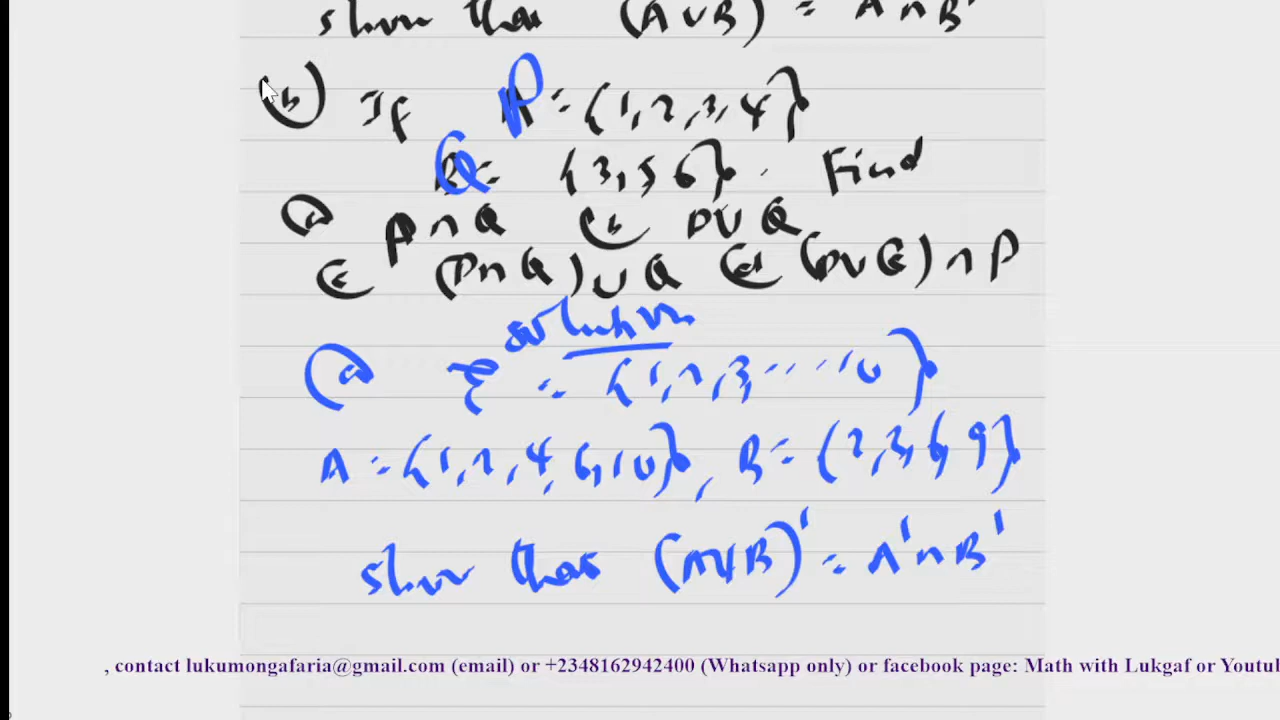 show that (A∪B)' = A'∩B'
(b) If P = {1,2,3,4}
Q = {3,5,6}. Find
(a) P∩Q (b) P∪Q
(c) (P∩Q)∪Q (d) (P∪Q)∩P
solution
(a) ξ = {1,2,3,.....10}
A = {1,2,4,6,10}, B = {2,3,6,9}
show that (A∪B)' = A'∩B'
, contact lukumongafaria@gmail.com (email) or +2348162942400 (Whatsapp only) or facebook page: Math with Lukgaf or Youtul